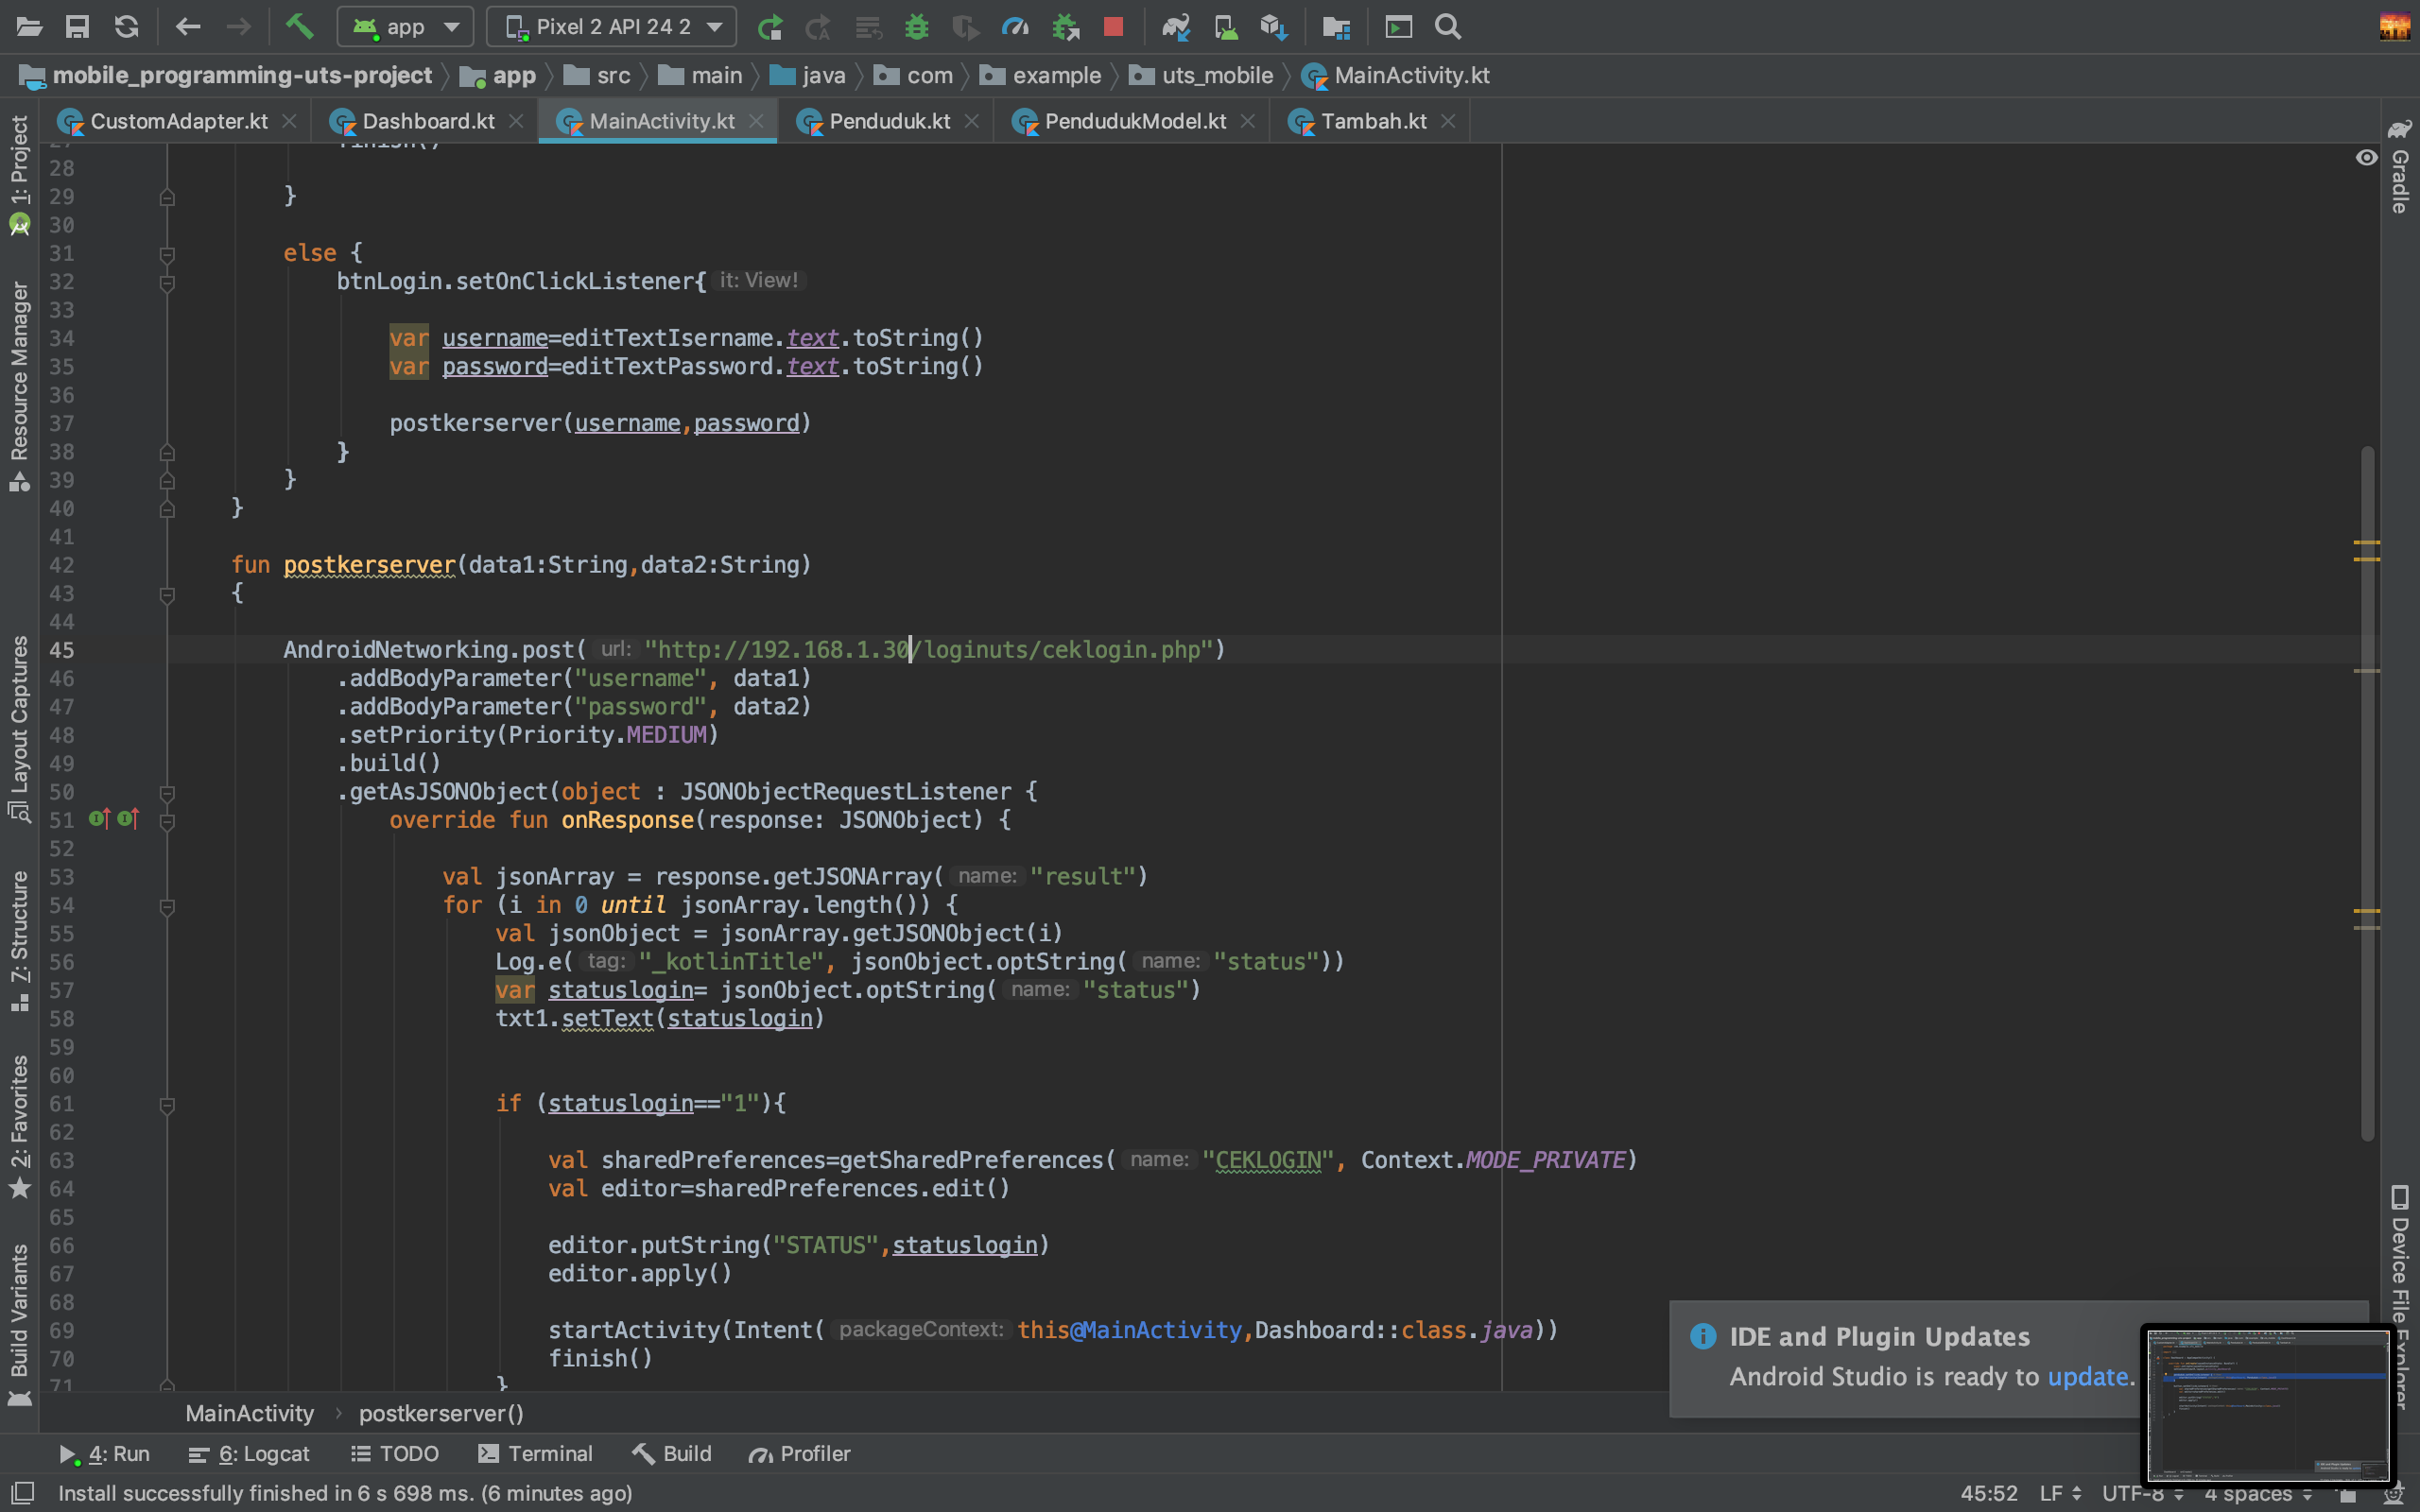 app
Pixel 2 API 24 2
mobile_programming-uts-project
app
src
main
java
com
example
uts_mobile
MainActivity.kt
CustomAdapter.kt
Dashboard.kt
MainActivity.kt
Penduduk.kt
PendudukModel.kt
Tambah.kt
1: Project
Resource Manager
Layout Captures
7: Structure
2: Favorites
Build Variants
Gradle
Device File Explorer
27 finish()
28
29 }
30
31 else {
32 btnLogin.setOnClickListener{ it: View!
33
34 var username=editTextIsername.text.toString()
35 var password=editTextPassword.text.toString()
36
37 postkerserver(username,password)
38 }
39 }
40 }
41
42 fun postkerserver(data1:String,data2:String)
43 {
44
45 AndroidNetworking.post( url: "http://192.168.1.30/loginuts/ceklogin.php")
46 .addBodyParameter("username", data1)
47 .addBodyParameter("password", data2)
48 .setPriority(Priority.MEDIUM)
49 .build()
50 .getAsJSONObject(object : JSONObjectRequestListener {
51 override fun onResponse(response: JSONObject) {
52
53 val jsonArray = response.getJSONArray( name: "result")
54 for (i in 0 until jsonArray.length()) {
55 val jsonObject = jsonArray.getJSONObject(i)
56 Log.e( tag: "_kotlinTitle", jsonObject.optString( name: "status"))
57 var statuslogin= jsonObject.optString( name: "status")
58 txt1.setText(statuslogin)
59
60
61 if (statuslogin=="1"){
62
63 val sharedPreferences=getSharedPreferences( name: "CEKLOGIN", Context.MODE_PRIVATE)
64 val editor=sharedPreferences.edit()
65
66 editor.putString("STATUS",statuslogin)
67 editor.apply()
68
69 startActivity(Intent( packageContext: this@MainActivity,Dashboard::class.java))
70 finish()
71 }
IDE and Plugin Updates
Android Studio is ready to update.
MainActivity
postkerserver()
4: Run
6: Logcat
TODO
Terminal
Build
Profiler
Install successfully finished in 6 s 698 ms. (6 minutes ago)
45:52
LF
UTF-8
4 spaces